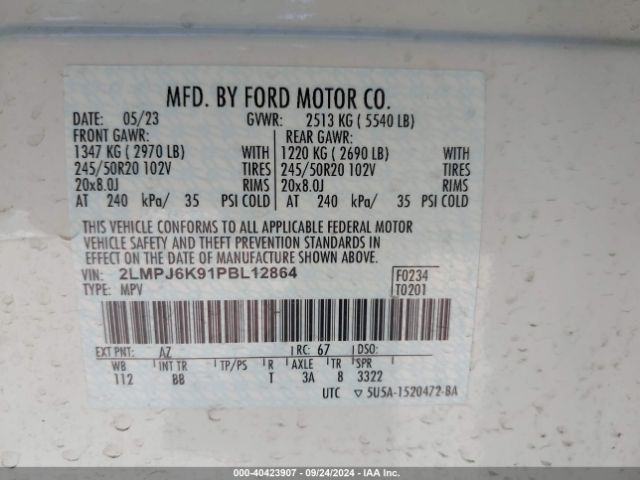 MFD. BY FORD MOTOR CO.
DATE: 05/23 GVWR: 2513 KG ( 5540 LB)
FRONT GAWR: REAR GAWR:
1347 KG ( 2970 LB) WITH 1220 KG ( 2690 LB) WITH
245/50R20 102V TIRES 245/50R20 102V TIRES
20x8.0J RIMS 20x8.0J RIMS
AT 240 kPa/ 35 PSI COLD AT 240 kPa/ 35 PSI COLD
THIS VEHICLE CONFORMS TO ALL APPLICABLE FEDERAL MOTOR
VEHICLE SAFETY AND THEFT PREVENTION STANDARDS IN
EFFECT ON THE DATE OF MANUFACTURE SHOWN ABOVE.
VIN: 2LMPJ6K91PBL12864 F0234
TYPE: MPV T0201
EXT PNT: AZ RC: 67 DSO:
WB INT TR TP/PS R AXLE TR SPR
112 BB T 3A 8 3322
UTC ▽ 5U5A-1520472-BA
000-40423907 - 09/24/2024 - IAA Inc.